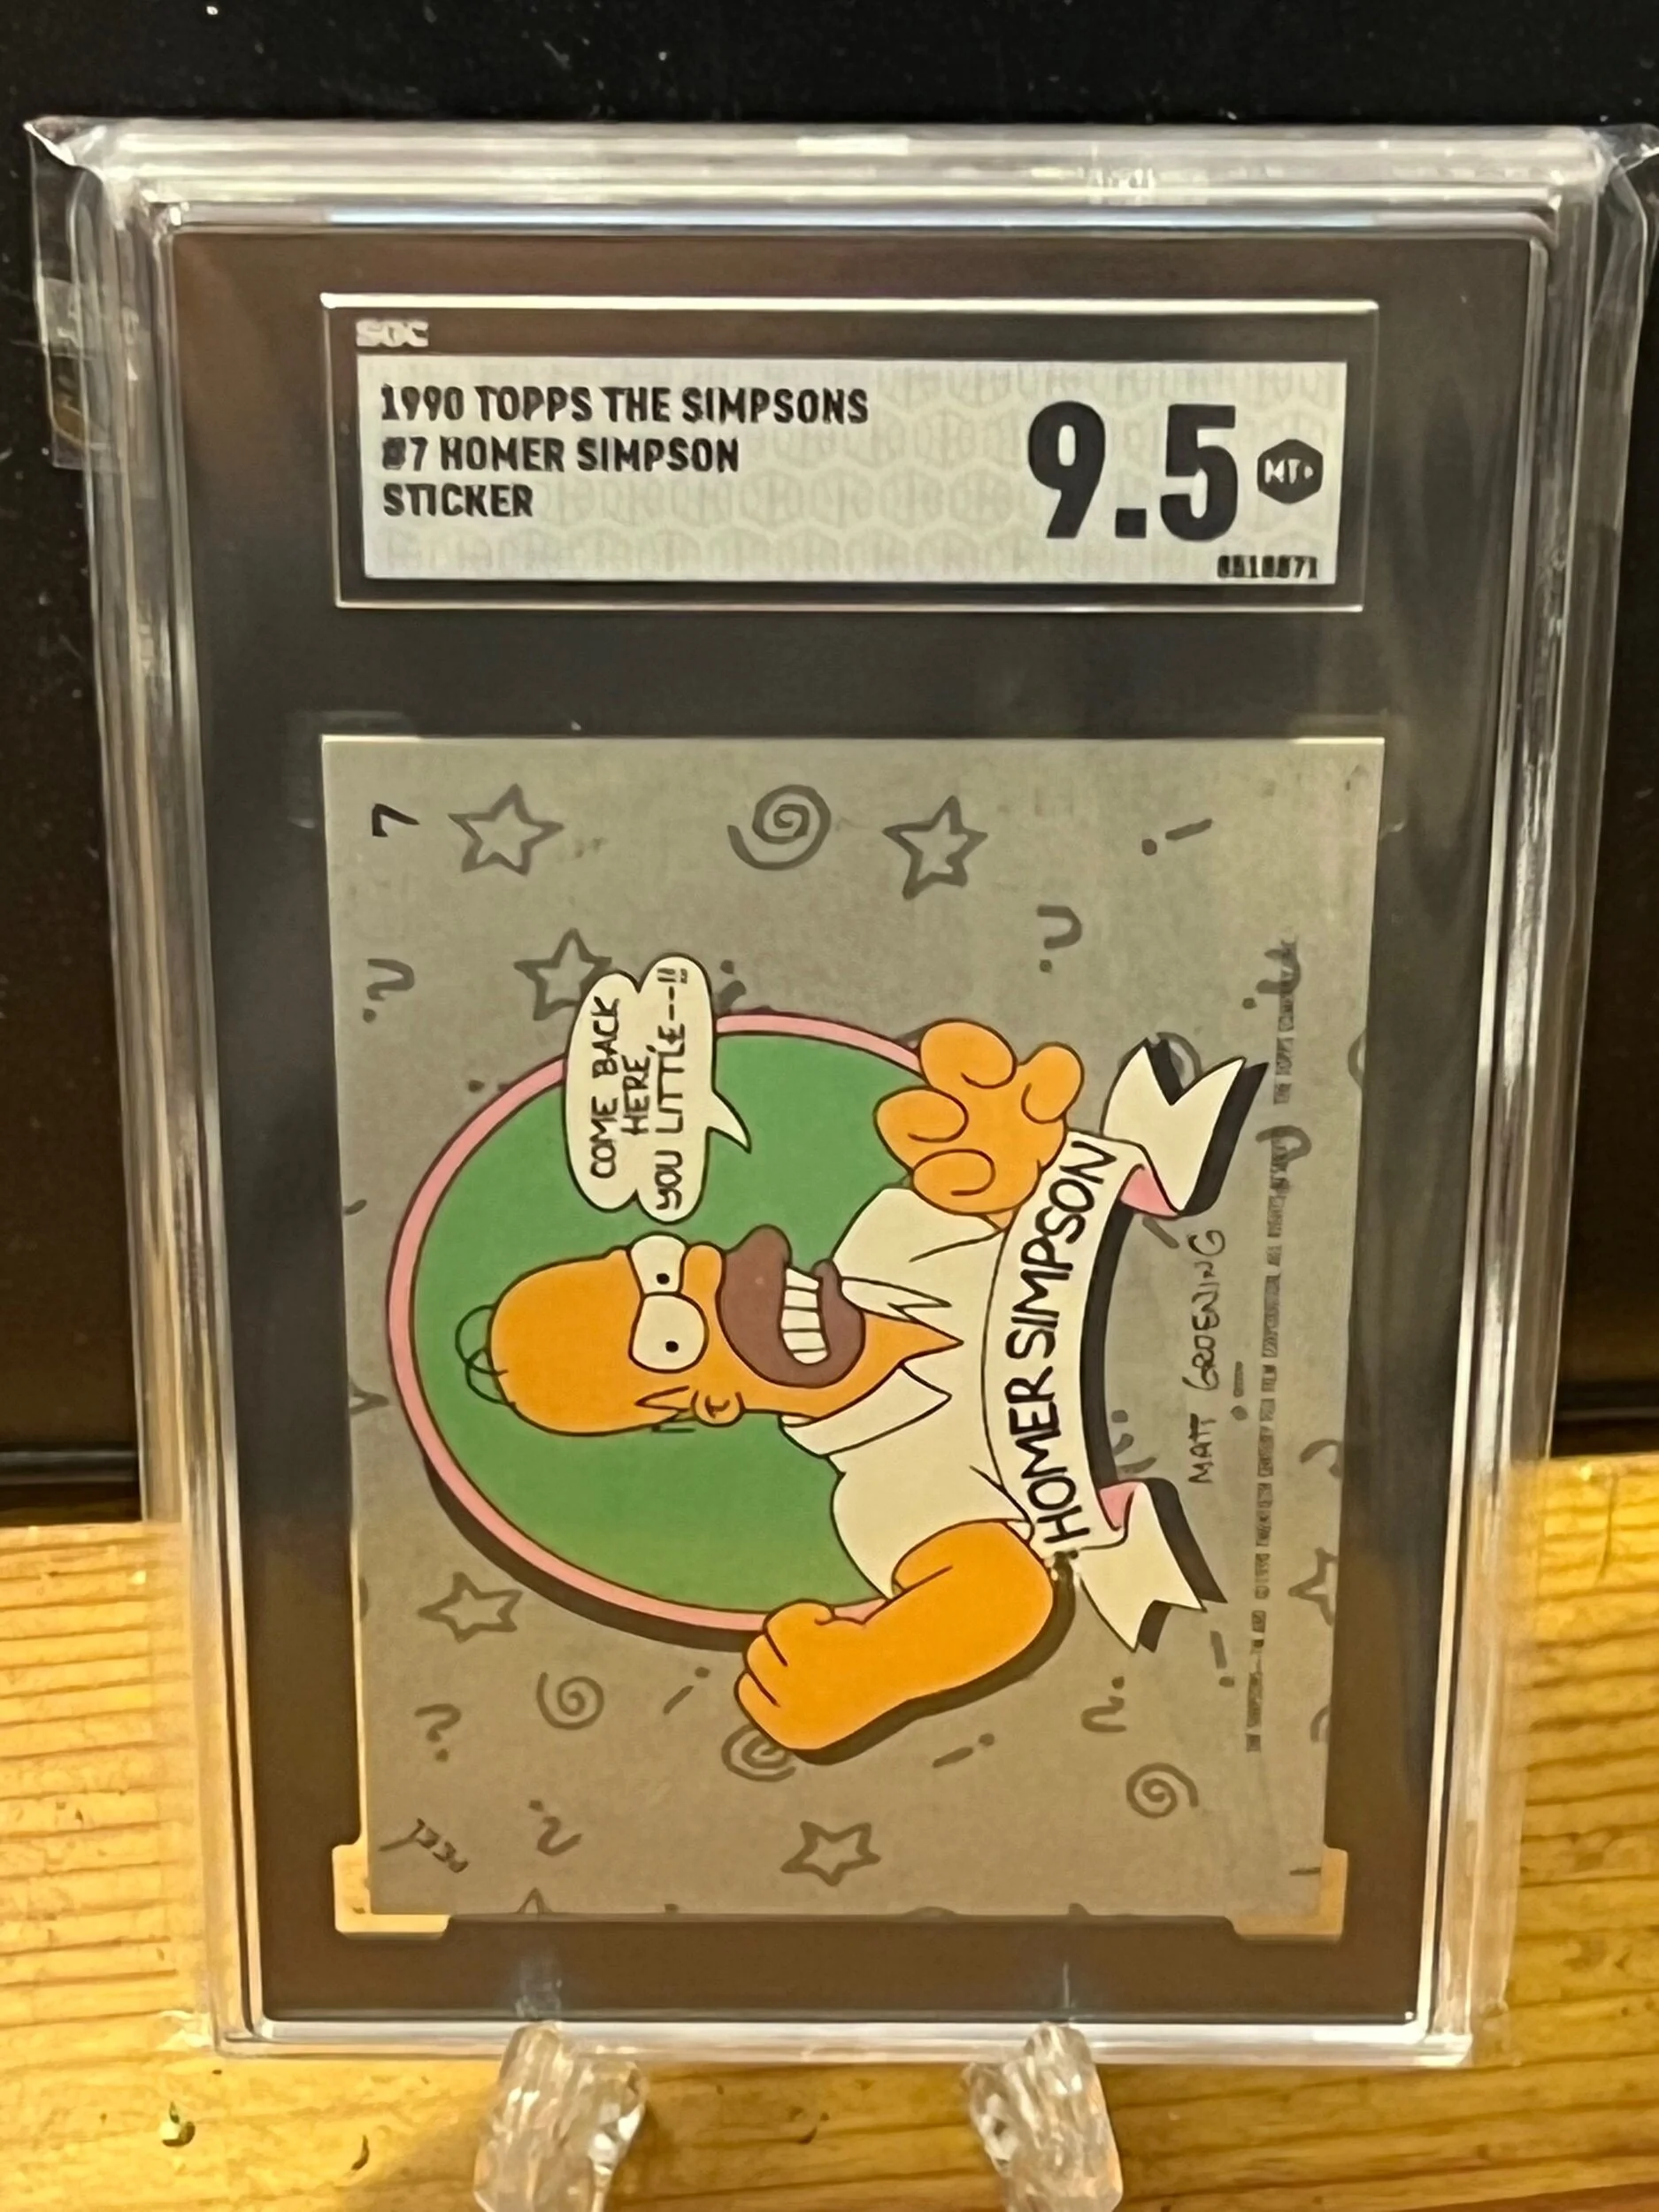 SGC
1990 TOPPS THE SIMPSONS
#7 HOMER SIMPSON
STICKER
9.5
MT+
7
COME BACK
HERE,
YOU LITTLE---!!
HOMER SIMPSON
MATT GROENING
PEEL